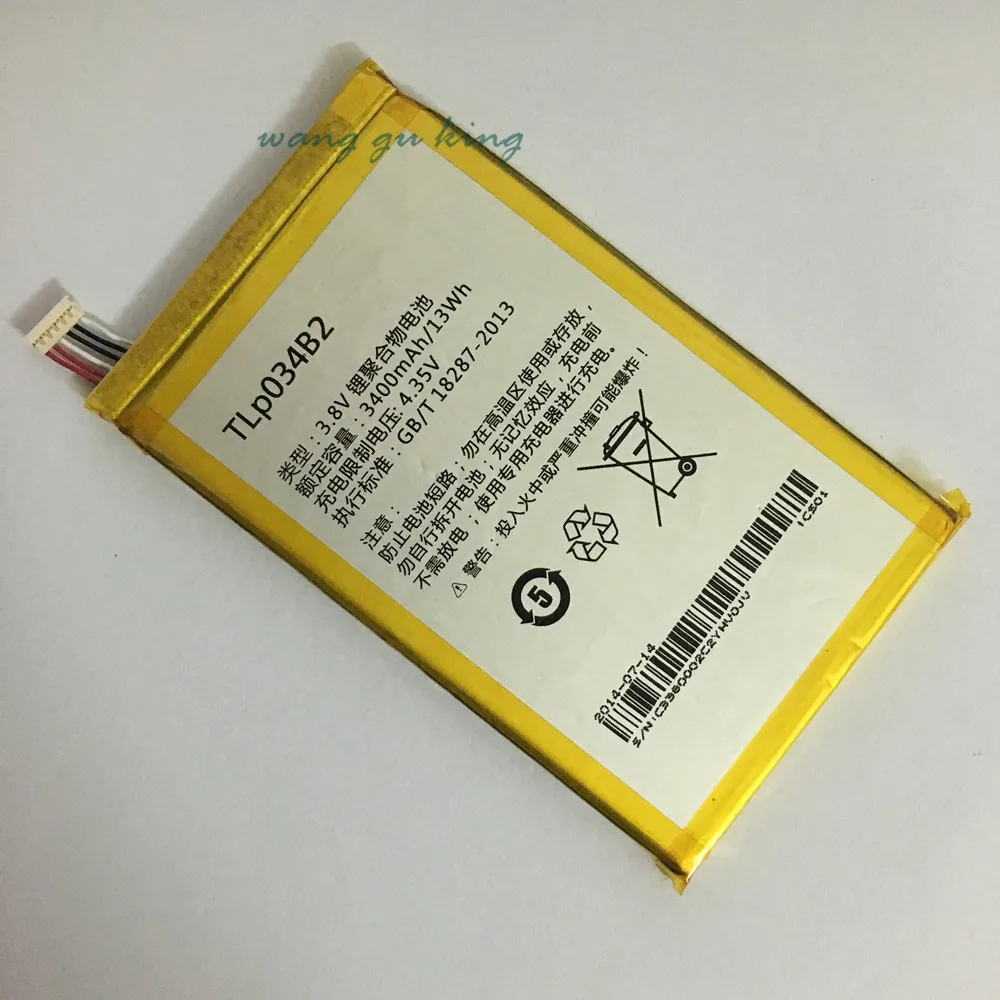 wang gu king
TLp034B2
类型: 3.8V 锂聚合物电池
额定容量: 3400mAh/13Wh
充电限制电压: 4.35V
执行标准: GB/T 18287-2013
注意:
防止电池短路; 勿在高温区使用或存放,
勿自行拆开电池; 无记忆效应, 充电前
不需放电; 使用专用充电器进行充电。
警告: 投入火中或严重冲撞可能爆炸!
5
2014-07-14
ICS01
S/N:C3380002C2YHV0JV